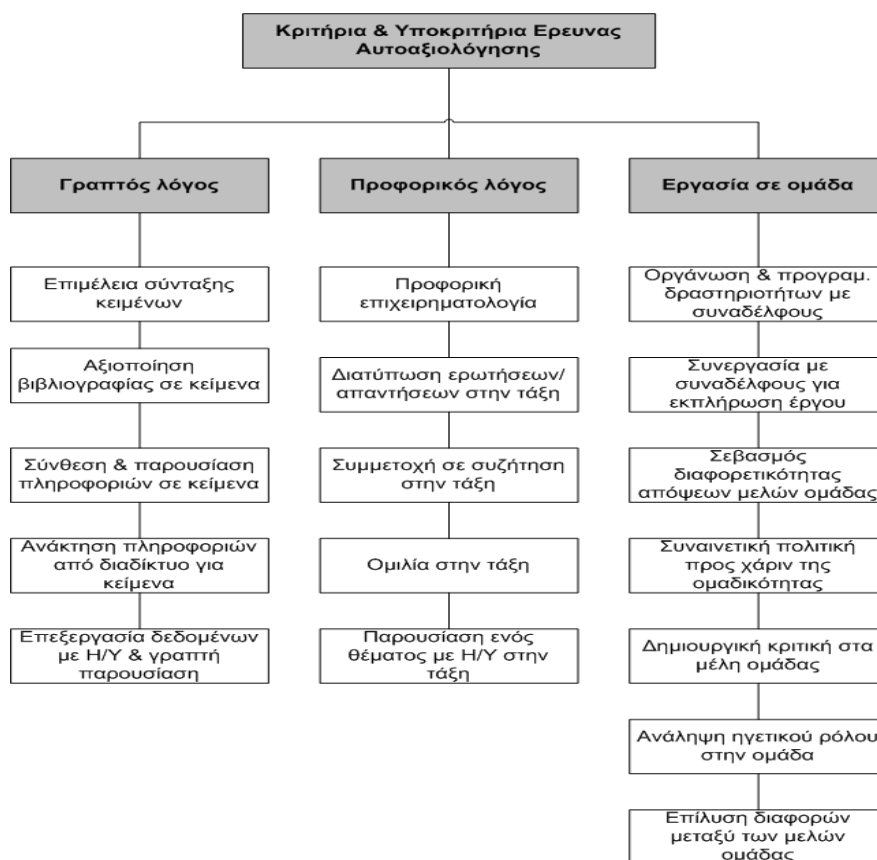 Κριτήρια & Υποκριτήρια Ερευνας
Αυτοαξιολόγησης
Γραπτός λόγος
Επιμέλεια σύνταξης
κειμένων
Αξιοποίηση
βιβλιογραφίας σε κείμενα
Σύνθεση & παρουσίαση
πληροφοριών σε κείμενα
Ανάκτηση πληροφοριών
από διαδίκτυο για
κείμενα
Επεξεργασία δεδομένων
με Η/Υ & γραπτή
παρουσίαση
Προφορικός λόγος
Προφορική
επιχειρηματολογία
Διατύπωση ερωτήσεων/
απαντήσεων στην τάξη
Συμμετοχή σε συζήτηση
στην τάξη
Ομιλία στην τάξη
Παρουσίαση ενός
θέματος με Η/Υ στην
τάξη
Εργασία σε ομάδα
Οργάνωση & προγραμ.
δραστηριοτήτων με
συναδέλφους
Συνεργασία με
συναδέλφους για
εκπλήρωση έργου
Σεβασμός
διαφορετικότητας
απόψεων μελών ομάδας
Συναινετική πολιτική
προς χάριν της
ομαδικότητας
Δημιουργική κριτική στα
μέλη ομάδας
Ανάληψη ηγετικού ρόλου
στην ομάδα
Επίλυση διαφορών
μεταξύ των μελών
ομάδας